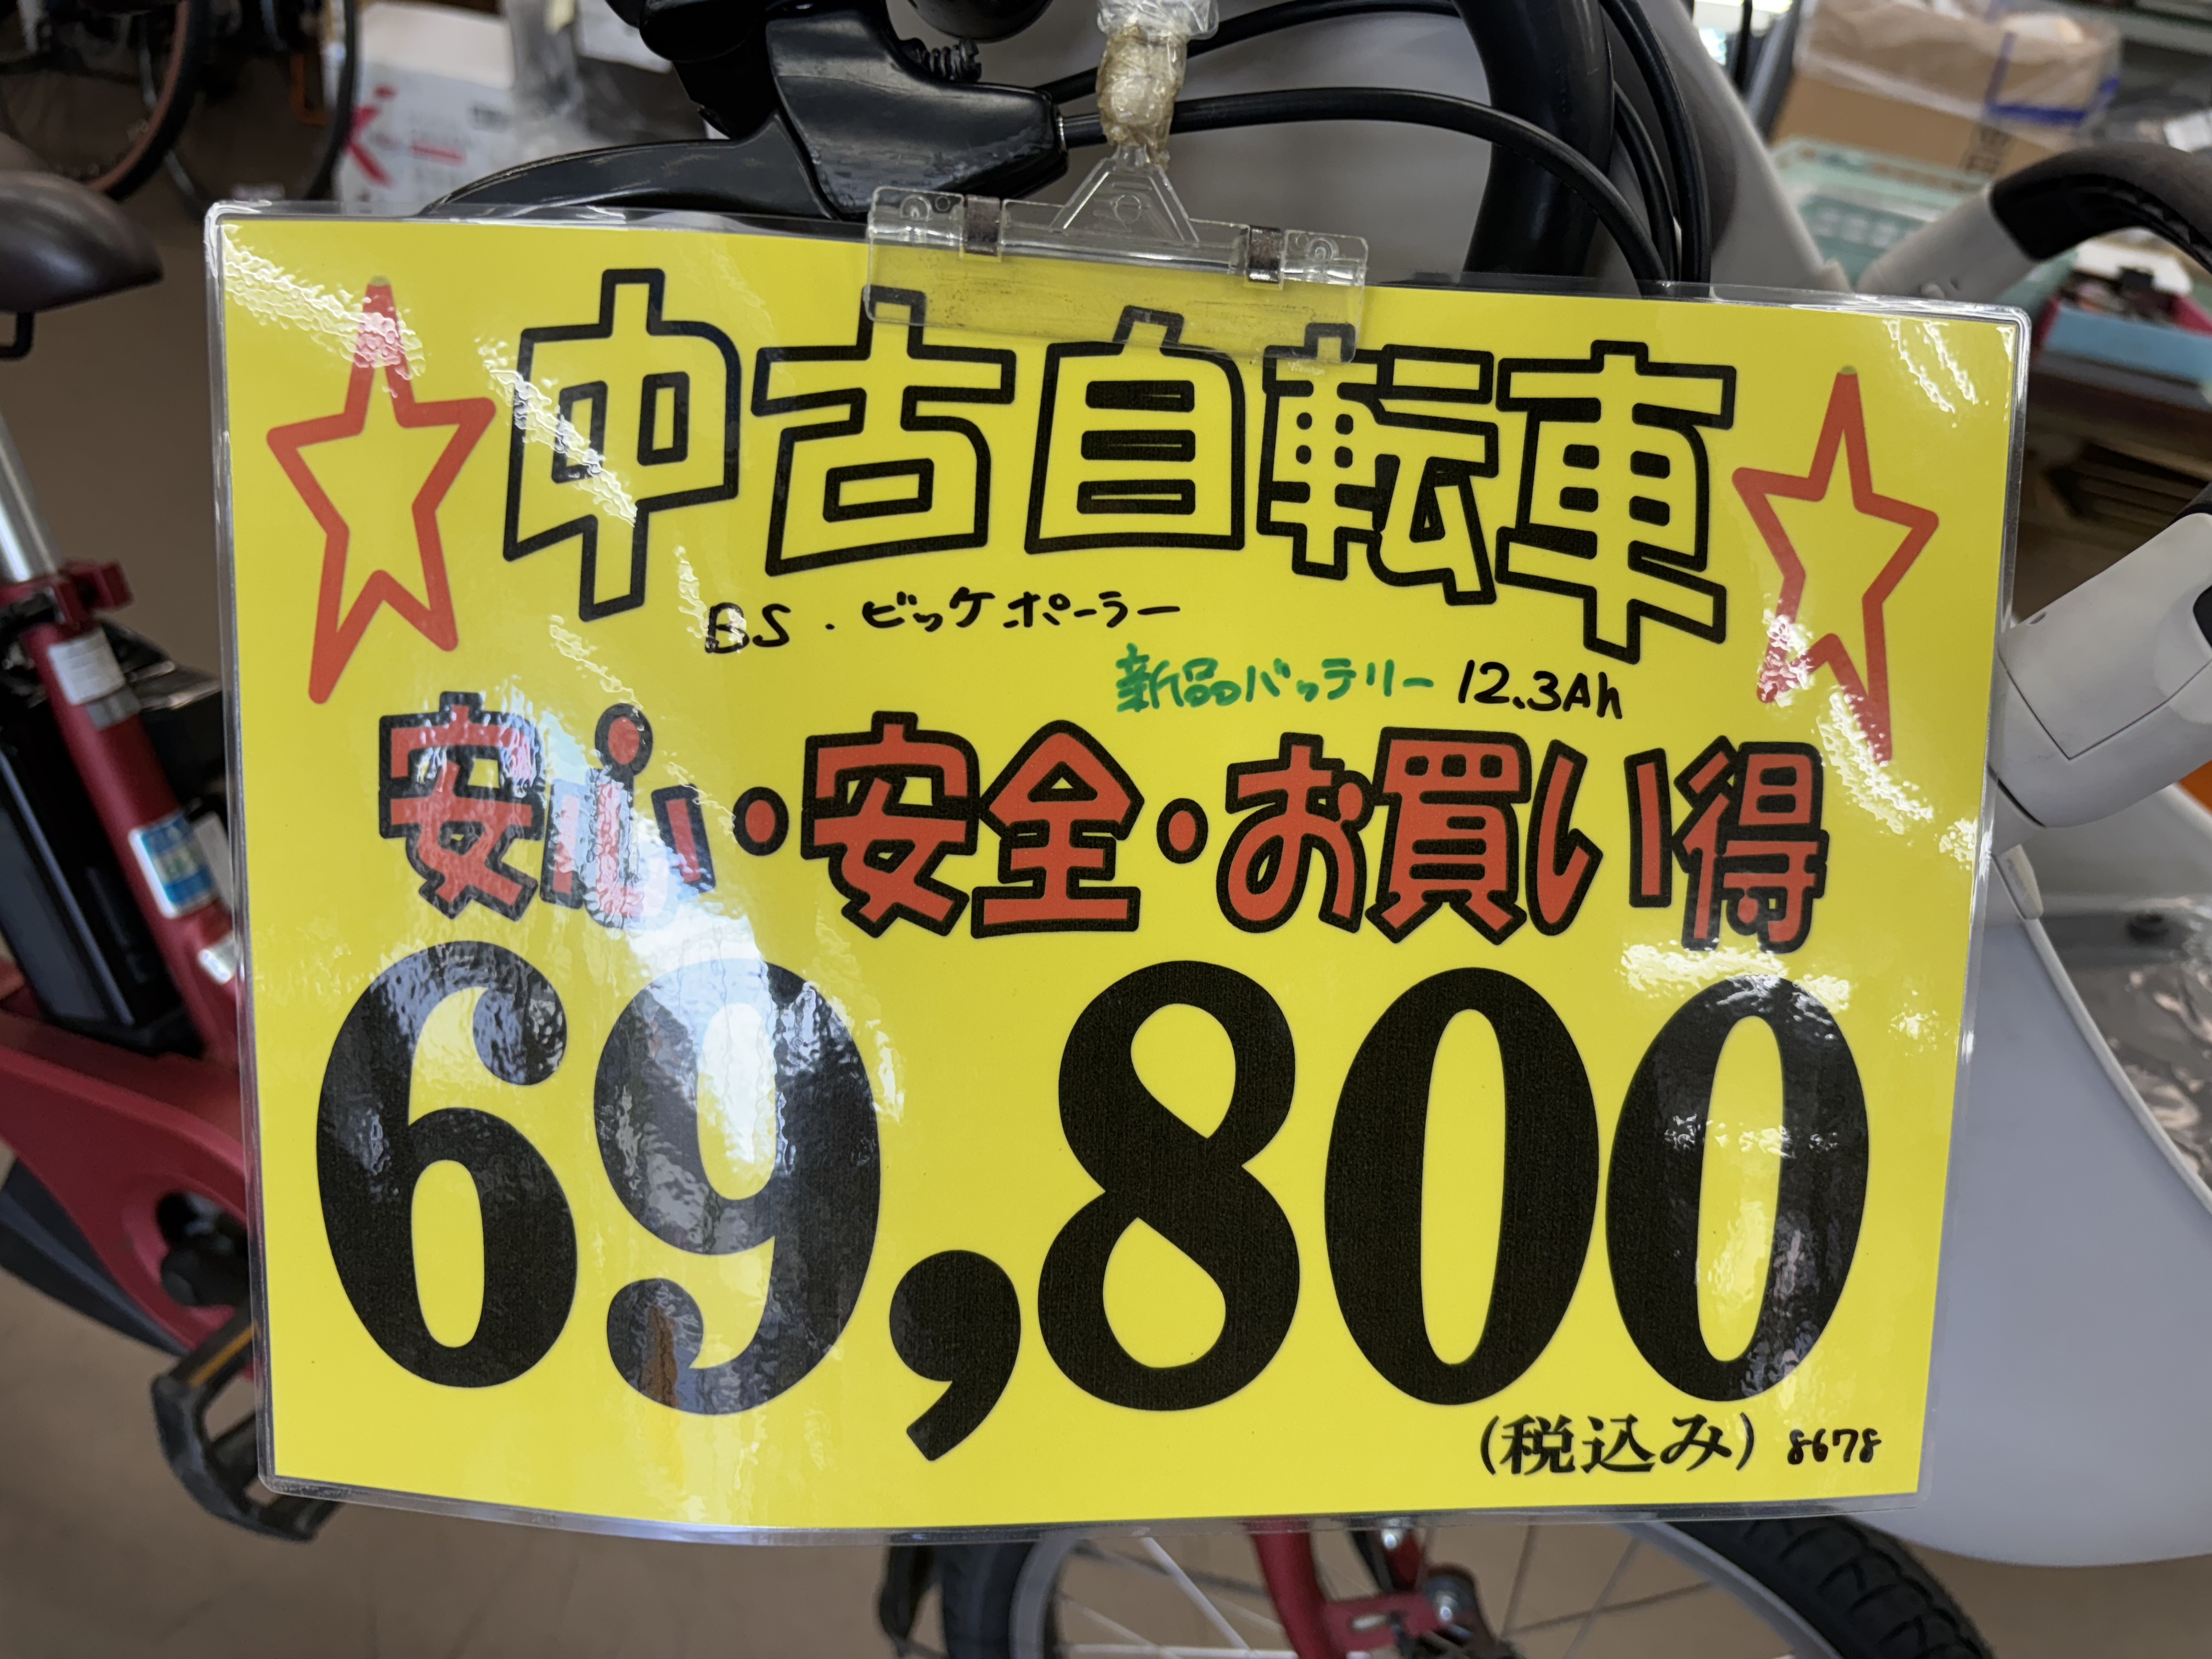 中古自転車
BS・ビッケポーラー
新品バッテリー 12.3Ah
安心・安全・お買い得
69,800
(税込み) 8678